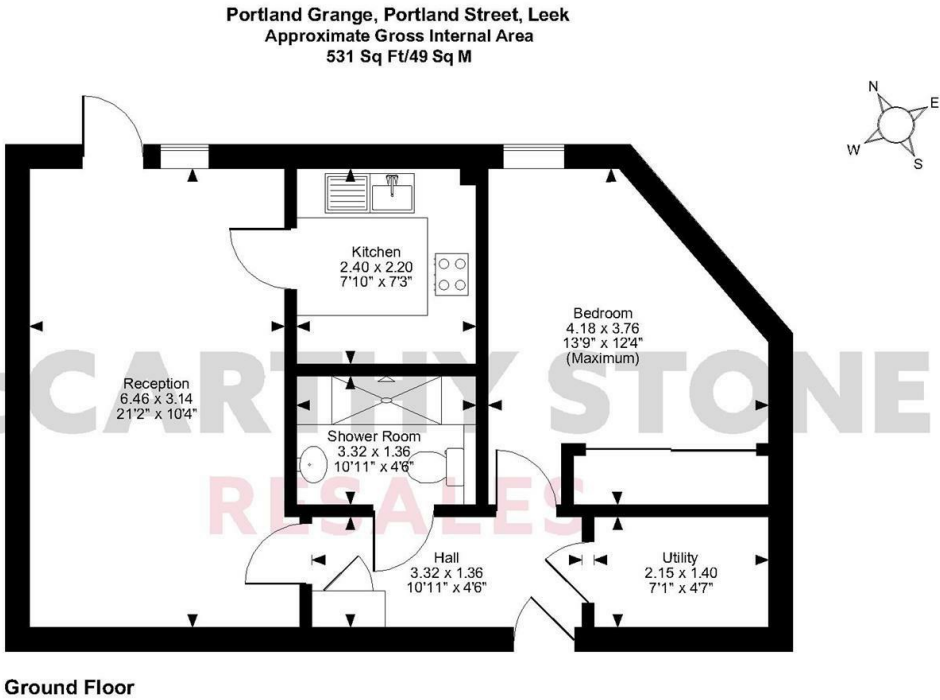 Portland Grange, Portland Street, Leek
Approximate Gross Internal Area
531 Sq Ft/49 Sq M
N
E
W
S
Kitchen
2.40 x 2.20
7'10" x 7'3"
Bedroom
4.18 x 3.76
13'9" x 12'4"
(Maximum)
Reception
6.46 x 3.14
21'2" x 10'4"
CARTHY STONE
Shower Room
3.32 x 1.36
10'11" x 4'6"
RESALES
Hall
3.32 x 1.36
10'11" x 4'6"
Utility
2.15 x 1.40
7'1" x 4'7"
Ground Floor